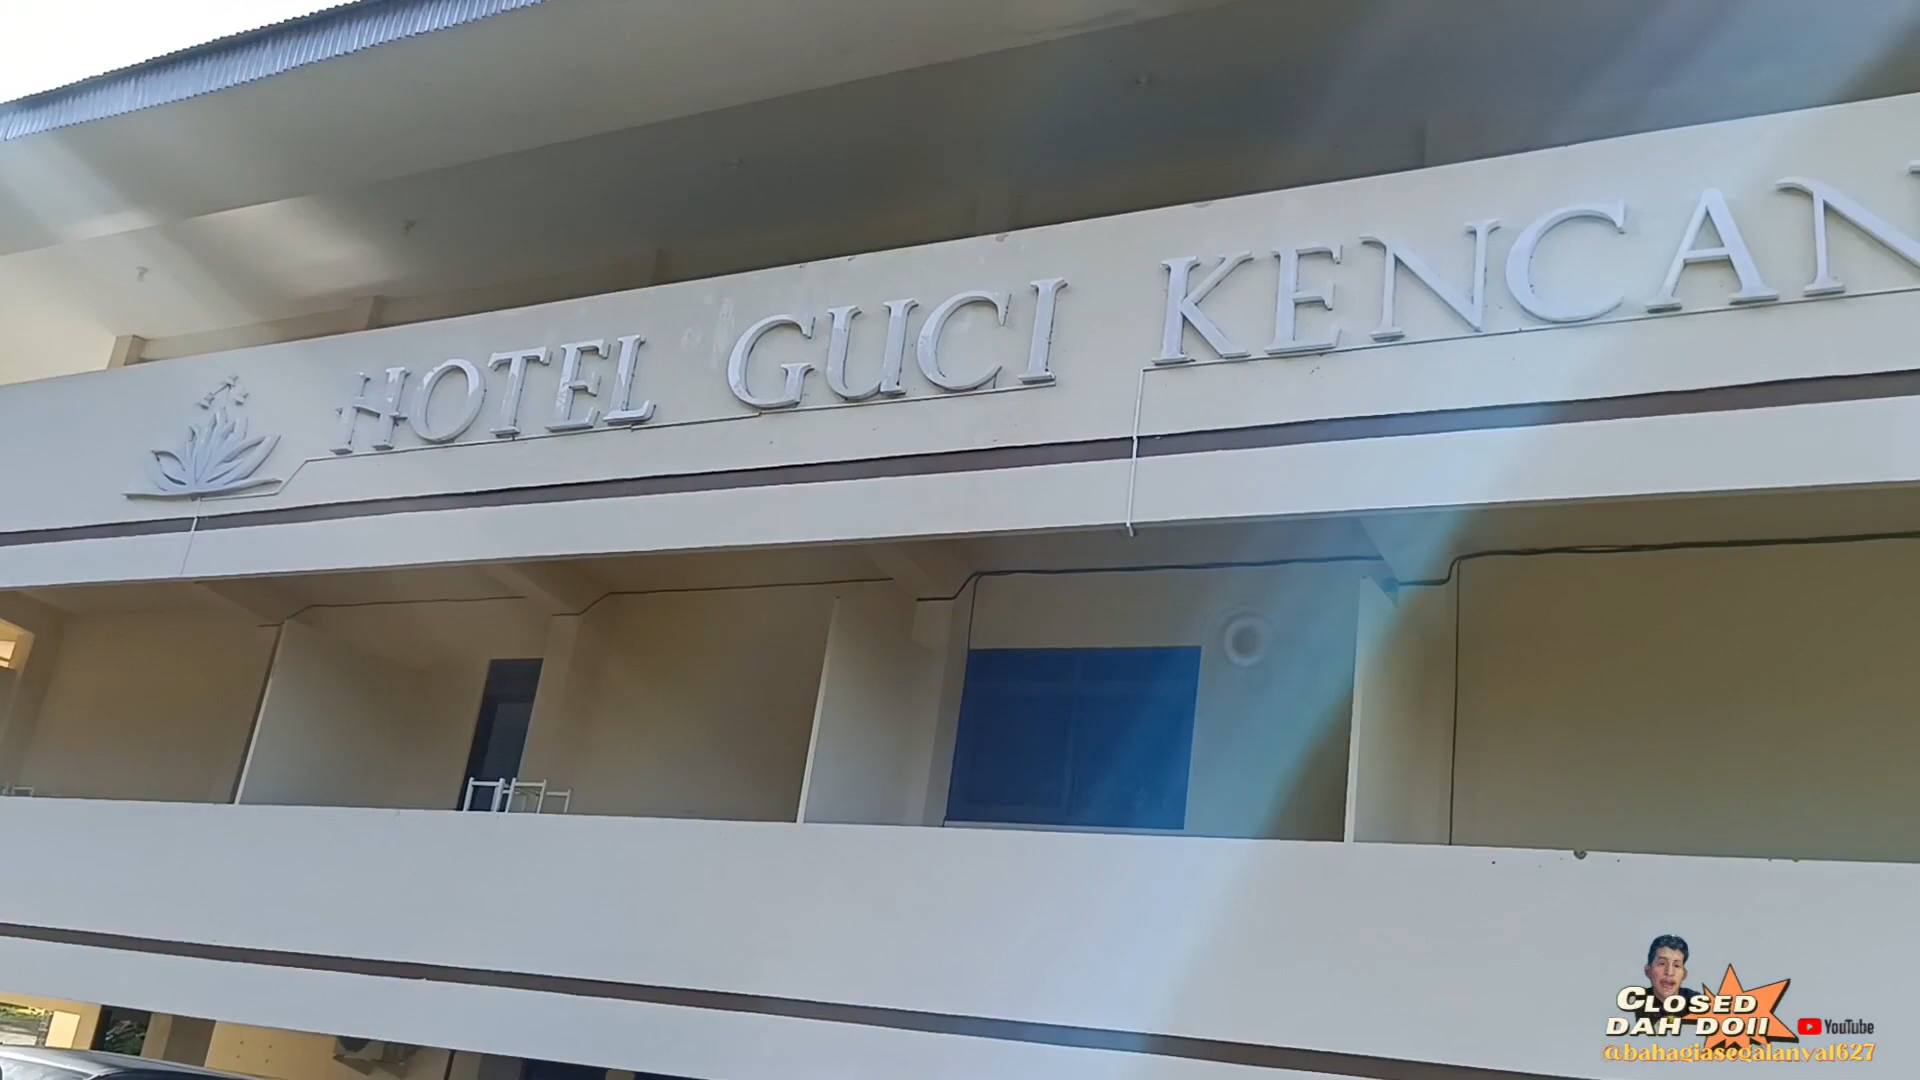 HOTEL GUCI KENCAN
CLOSED
DAH DOII
YouTube
@bahagiasegalanya1627